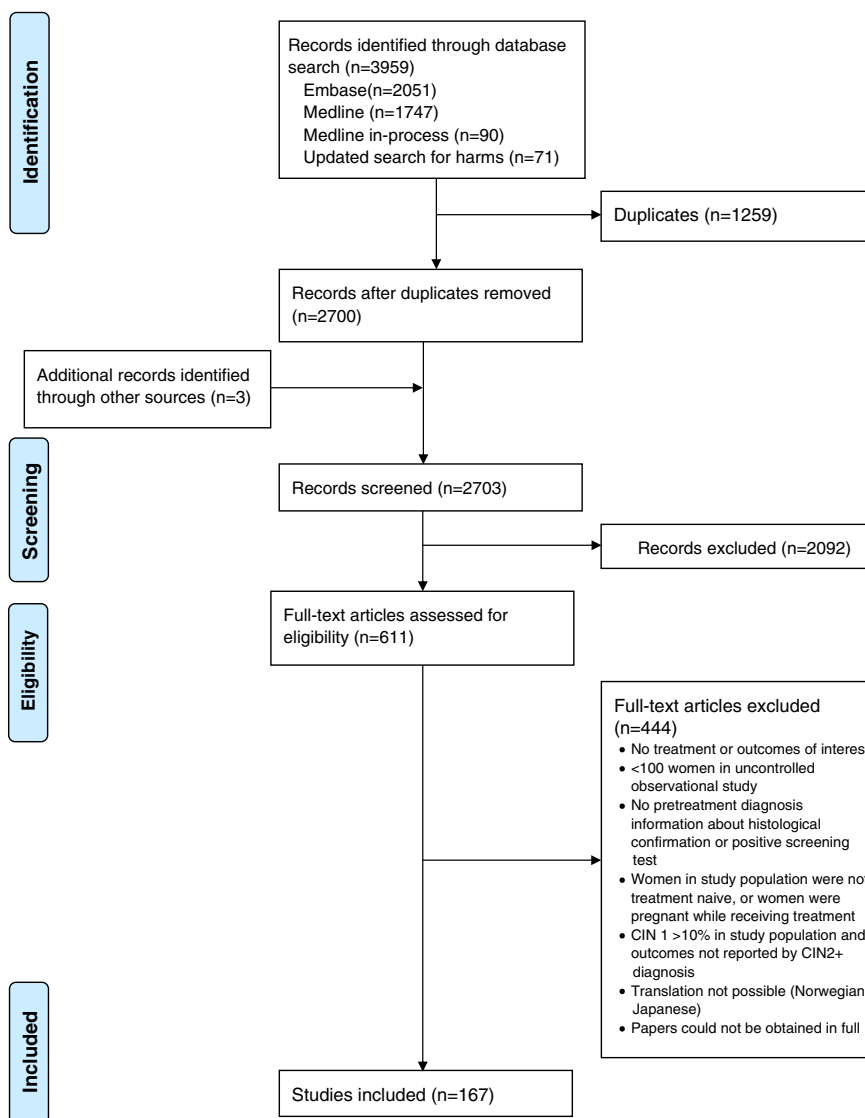 Identification
Records identified through database
search (n=3959)
Embase(n=2051)
Medline (n=1747)
Medline in-process (n=90)
Updated search for harms (n=71)
Duplicates (n=1259)
Records after duplicates removed
(n=2700)
Additional records identified
through other sources (n=3)
Screening
Records screened (n=2703)
Records excluded (n=2092)
Eligibility
Full-text articles assessed for
eligibility (n=611)
Full-text articles excluded
(n=444)
• No treatment or outcomes of interes
• <100 women in uncontrolled
observational study
• No pretreatment diagnosis
information about histological
confirmation or positive screening
test
• Women in study population were no
treatment naive, or women were
pregnant while receiving treatment
• CIN 1 >10% in study population and
outcomes not reported by CIN2+
diagnosis
• Translation not possible (Norwegian
Japanese)
• Papers could not be obtained in full
Included
Studies included (n=167)